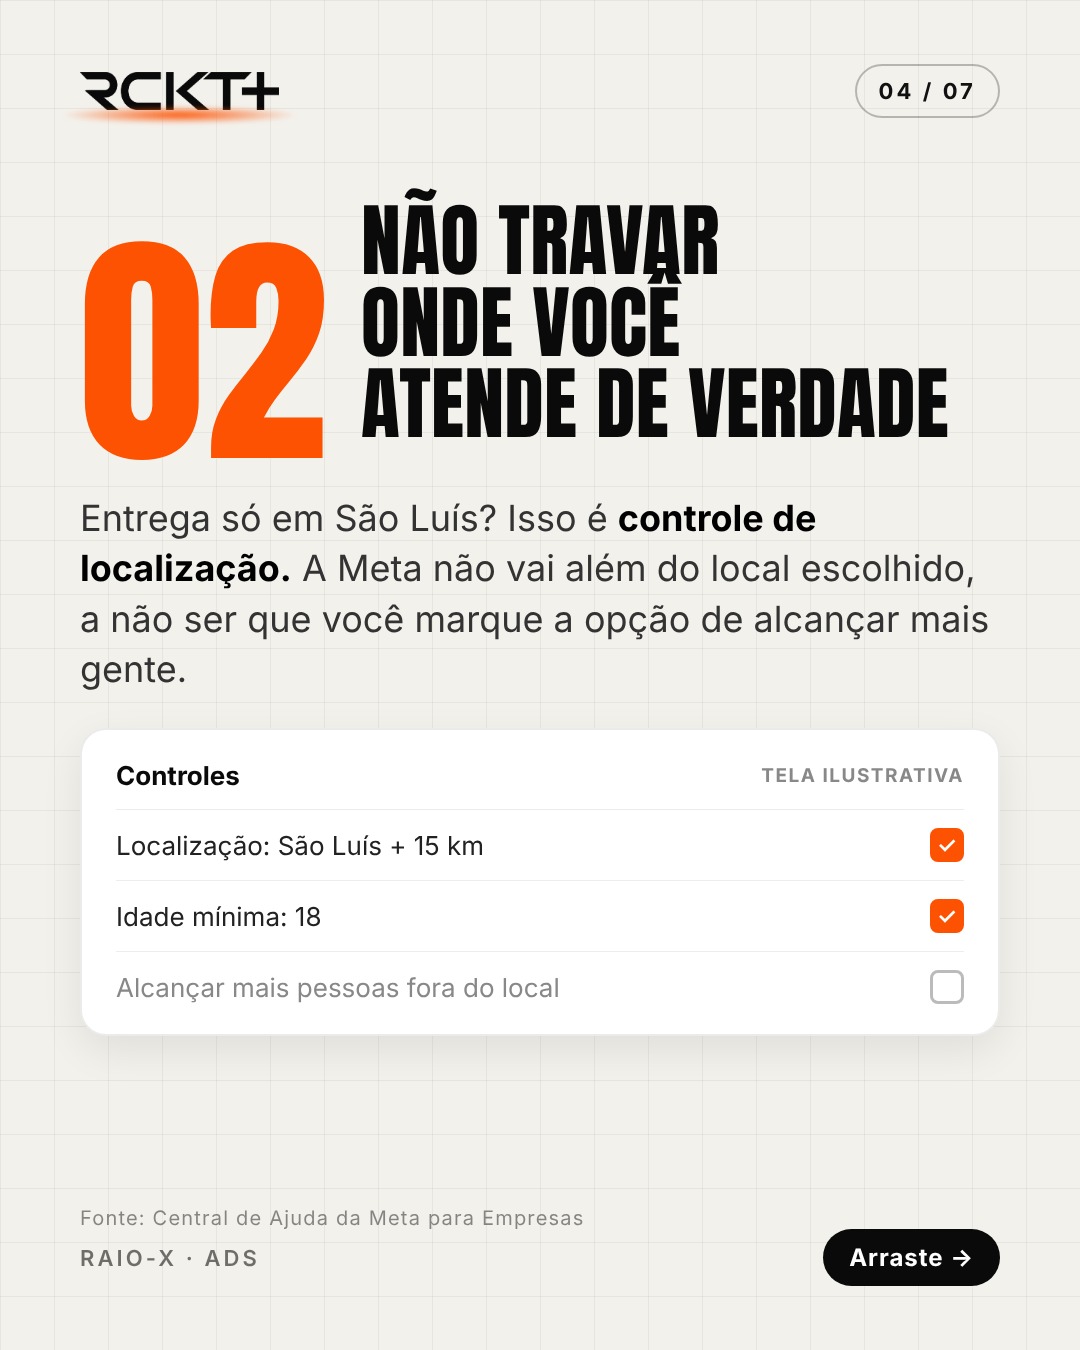 RCKT+
04 / 07
02
NÃO TRAVAR
ONDE VOCÊ
ATENDE DE VERDADE
Entrega só em São Luís? Isso é controle de
localização. A Meta não vai além do local escolhido,
a não ser que você marque a opção de alcançar mais
gente.
Controles
TELA ILUSTRATIVA
Localização: São Luís + 15 km
Idade mínima: 18
Alcançar mais pessoas fora do local
Fonte: Central de Ajuda da Meta para Empresas
RAIO-X · ADS
Arraste →